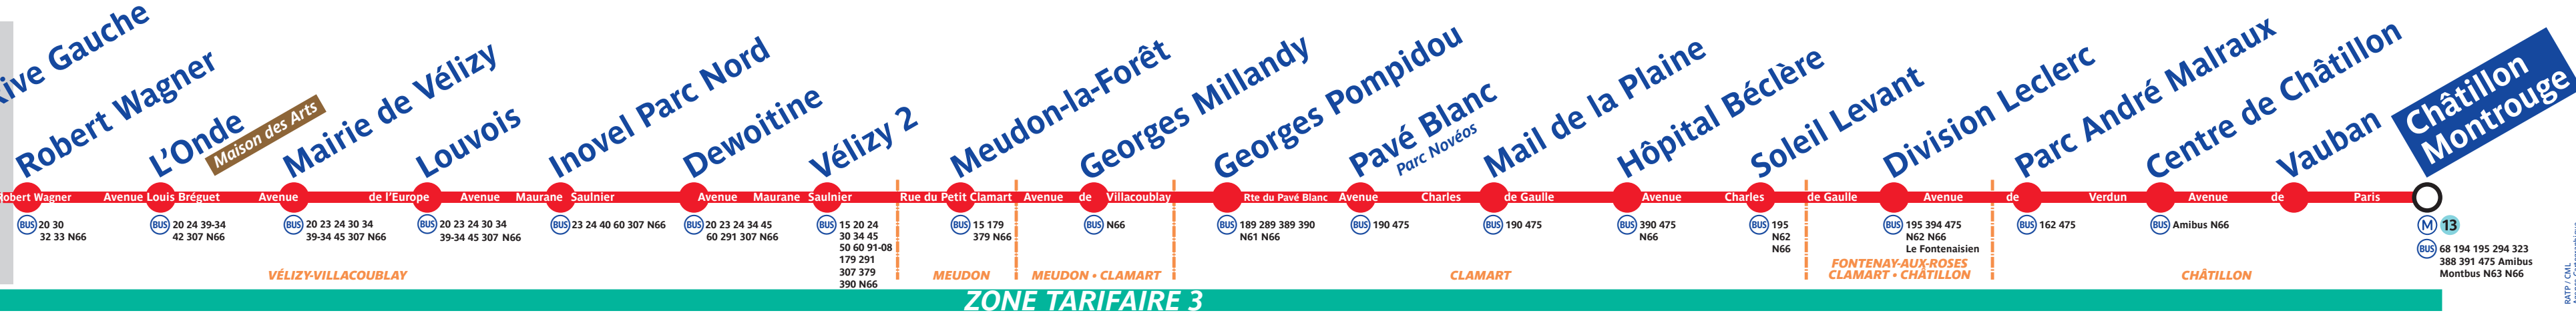 Rive Gauche
Robert Wagner
L'Onde
Maison des Arts
Mairie de Vélizy
Louvois
Inovel Parc Nord
Dewoitine
Vélizy 2
Meudon-la-Forêt
Georges Millandy
Georges Pompidou
Pavé Blanc
Parc Novéos
Mail de la Plaine
Hôpital Béclère
Soleil Levant
Division Leclerc
Parc André Malraux
Centre de Châtillon
Vauban
Châtillon
Montrouge
Robert Wagner Avenue Louis Bréguet Avenue de l'Europe Avenue Maurane Saulnier Avenue Maurane Saulnier Rue du Petit Clamart Avenue de Villacoublay Rte du Pavé Blanc Avenue Charles de Gaulle Avenue Charles de Gaulle Avenue de Verdun Avenue de Paris
BUS 20 30
32 33 N66
BUS 20 24 39-34
42 307 N66
BUS 20 23 24 30 34
39-34 45 307 N66
BUS 20 23 24 30 34
39-34 45 307 N66
BUS 23 24 40 60 307 N66
BUS 20 23 24 34 45
60 291 307 N66
BUS 15 20 24
30 34 45
50 60 91-08
179 291
307 379
390 N66
BUS 15 179
379 N66
BUS N66
BUS 189 289 389 390
N61 N66
BUS 190 475
BUS 190 475
BUS 390 475
N66
BUS 195
N62
N66
BUS 195 394 475
N62 N66
Le Fontenaisien
BUS 162 475
BUS Amibus N66
M 13
BUS 68 194 195 294 323
388 391 475 Amibus
Montbus N63 N66
VÉLIZY-VILLACOUBLAY
MEUDON
MEUDON • CLAMART
CLAMART
FONTENAY-AUX-ROSES
CLAMART • CHÂTILLON
CHÂTILLON
ZONE TARIFAIRE 3
RATP / CML